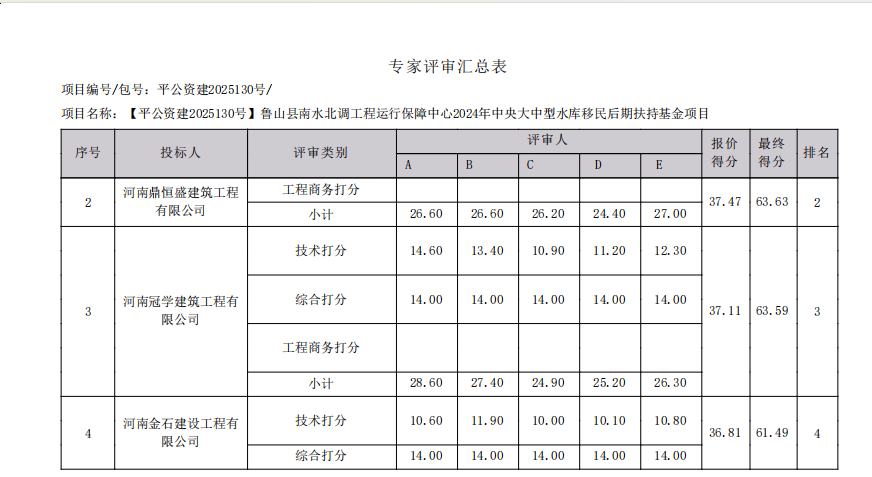 专家评审汇总表
项目编号/包号：平公资建2025130号/
项目名称：【平公资建2025130号】鲁山县南水北调工程运行保障中心2024年中央大中型水库移民后期扶持基金项目
序号 投标人 评审类别 评审人 报价得分 最终得分 排名
A B C D E
2 河南鼎恒盛建筑工程有限公司 工程商务打分 37.47 63.63 2
小计 26.60 26.60 26.20 24.40 27.00
3 河南冠学建筑工程有限公司 技术打分 14.60 13.40 10.90 11.20 12.30 37.11 63.59 3
综合打分 14.00 14.00 14.00 14.00 14.00
工程商务打分
小计 28.60 27.40 24.90 25.20 26.30
4 河南金石建设工程有限公司 技术打分 10.60 11.90 10.00 10.10 10.80 36.81 61.49 4
综合打分 14.00 14.00 14.00 14.00 14.00